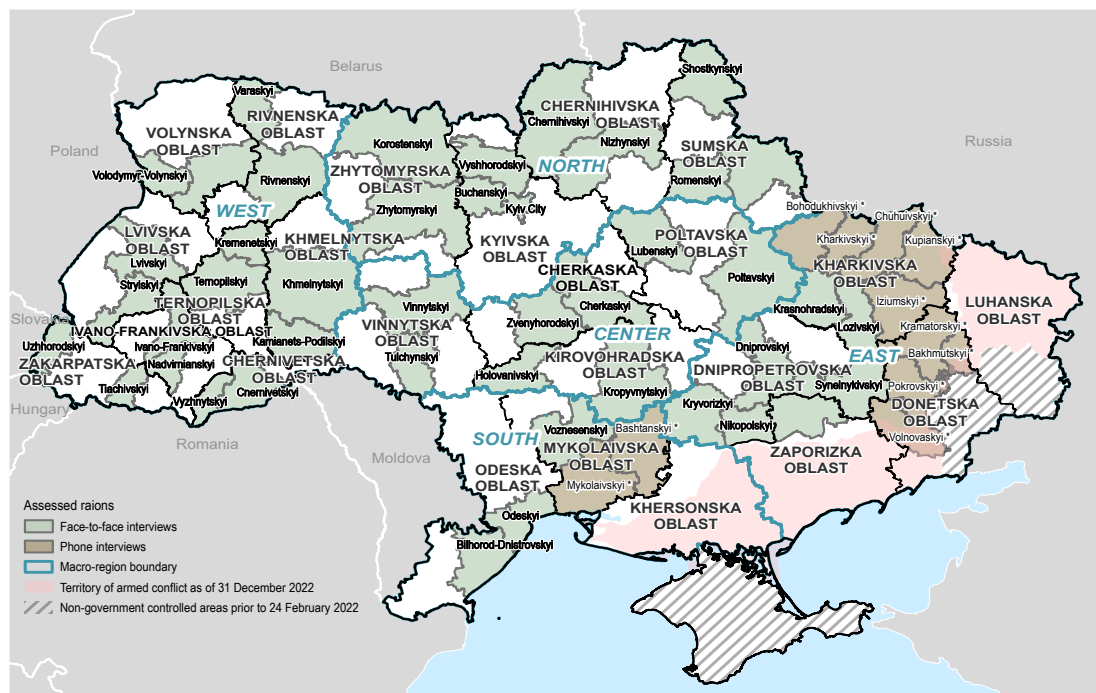 Belarus
Poland
Russia
Slovakia
Hungary
Romania
Moldova
Shostkynskyi
Varaskyi
RIVNENSKA
OBLAST
VOLYNSKA
OBLAST
CHERNIHIVSKA
OBLAST
Chernihivskyi
Korostenskyi
Nizhynskyi
SUMSKA
OBLAST
Volodymyr-Volynskyi
Rivnenskyi
ZHYTOMYRSKA
OBLAST
Vyshhorodskyi
NORTH
Romenskyi
Buchanskyi
Kyiv City
Zhytomyrskyi
WEST
Bohodukhivskyi *
Chuhuivskyi *
LVIVSKA
OBLAST
Kremenetskyi
KHMELNYTSKA
OBLAST
KYIVSKA
OBLAST
POLTAVSKA
OBLAST
Lubenskyi
Kharkivskyi *
Kupianskyi *
Lvivskyi
KHARKIVSKA
OBLAST
Stryiskyi
Ternopilskyi
Khmelnytskyi
CHERKASKA
OBLAST
Poltavskyi
TERNOPILSKA
OBLAST
Vinnytskyi
Cherkaskyi
Iziumskyi *
LUHANSKA
OBLAST
Krasnohradskyi
IVANO-FRANKIVSKA
OBLAST
VINNYTSKA
OBLAST
Zvenyhorodskyi
CENTER
Lozivskyi
Kramatorskyi *
Uzhhorodskyi
Ivano-Frankivskyi
Kamianets-Podilskyi
Dniprovskyi
EAST
Bakhmutskyi *
ZAKARPATSKA
OBLAST
Nadvirnianskyi
CHERNIVETSKA
OBLAST
Tulchynskyi
KIROVOHRADSKA
OBLAST
Holovanivskyi
DNIPROPETROVSKA
OBLAST
Synelnykivskyi
Pokrovskyi *
Tiachivskyi
Vyzhnytskyi
Chernivetskyi
Kropyvnytskyi
Kryvorizkyi
DONETSKA
OBLAST
Nikopolskyi
Volnovaskyi *
SOUTH
Voznesenskyi
Bashtanskyi *
MYKOLAIVSKA
OBLAST
ZAPORIZKA
OBLAST
ODESKA
OBLAST
Mykolaivskyi *
KHERSONSKA
OBLAST
Odeskyi
Bilhorod-Dnistrovskyi
Assessed raions
Face-to-face interviews
Phone interviews
Macro-region boundary
Territory of armed conflict as of 31 December 2022
Non-government controlled areas prior to 24 February 2022